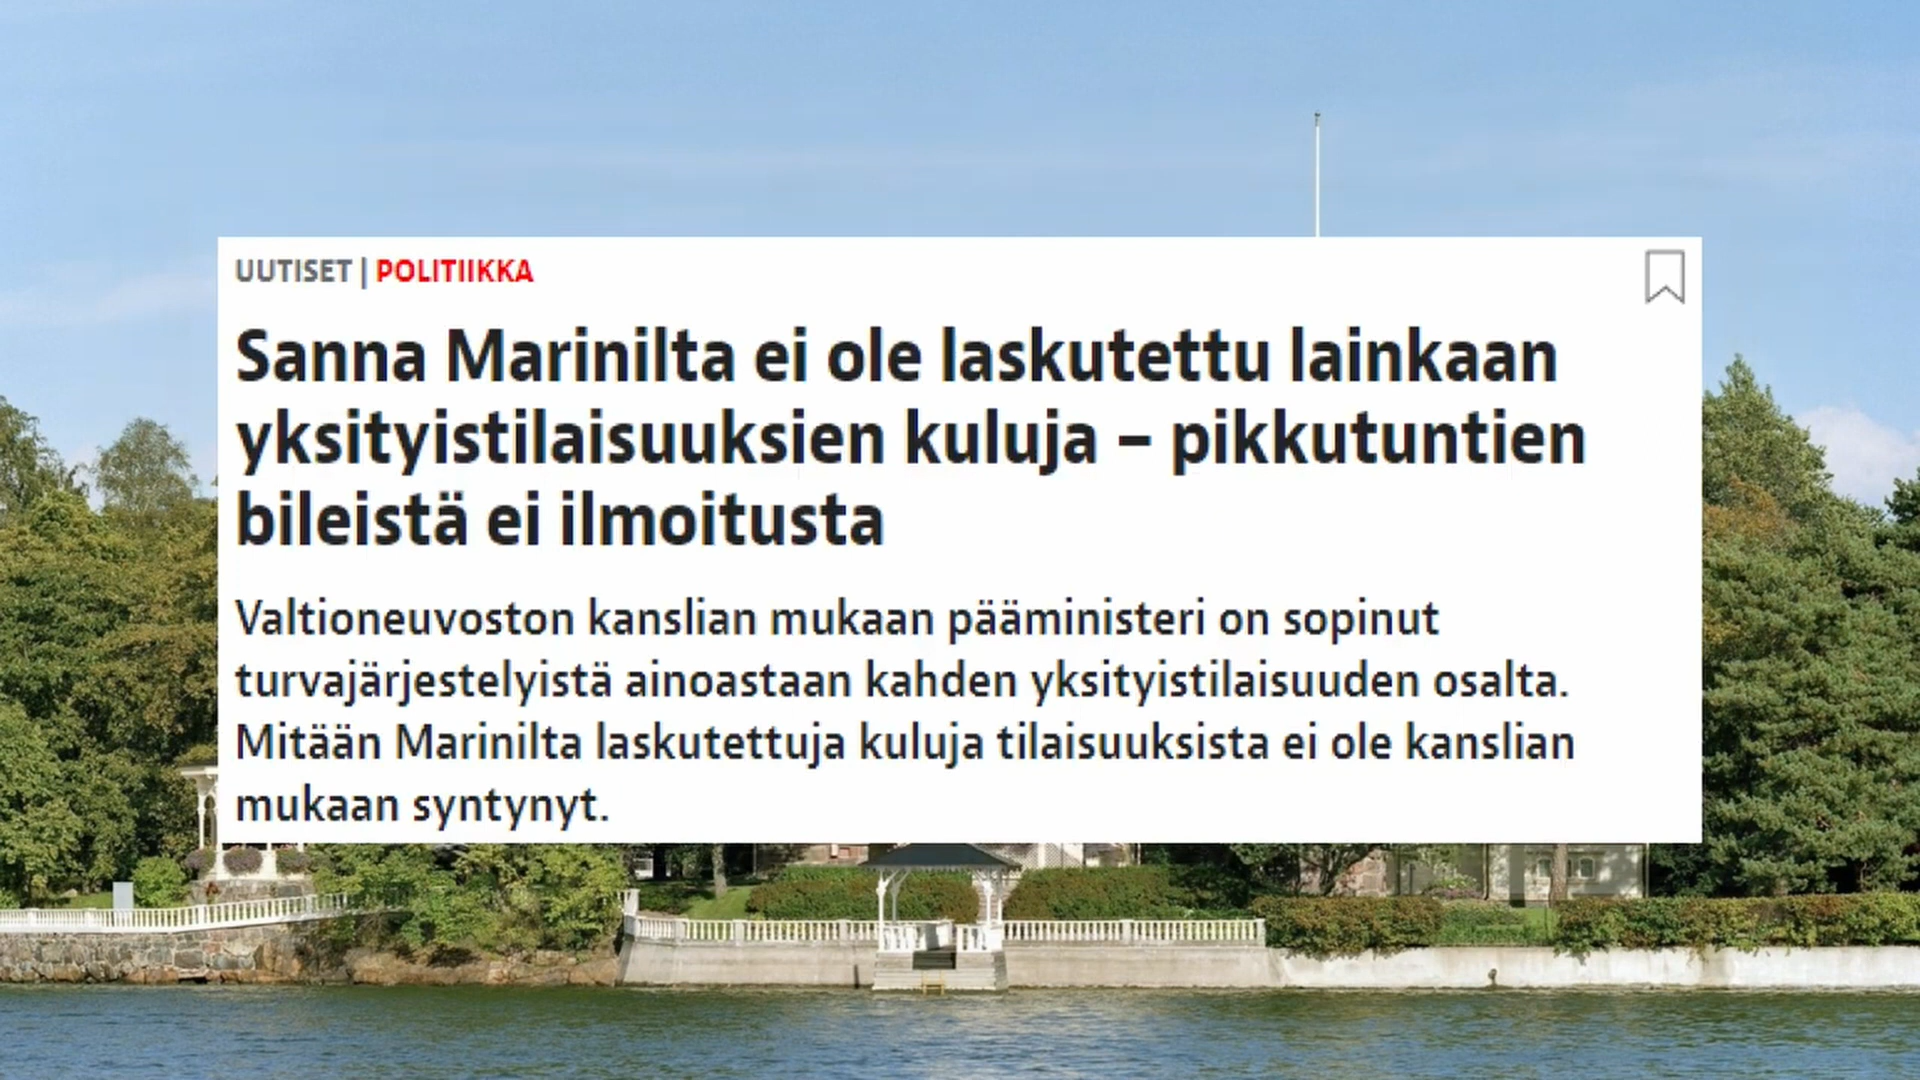 UUTISET | POLITIIKKA
Sanna Marinilta ei ole laskutettu lainkaan
yksityistilaisuuksien kuluja – pikkutuntien
bileistä ei ilmoitusta
Valtioneuvoston kanslian mukaan pääministeri on sopinut
turvajärjestelyistä ainoastaan kahden yksityistilaisuuden osalta.
Mitään Marinilta laskutettuja kuluja tilaisuuksista ei ole kanslian
mukaan syntynyt.